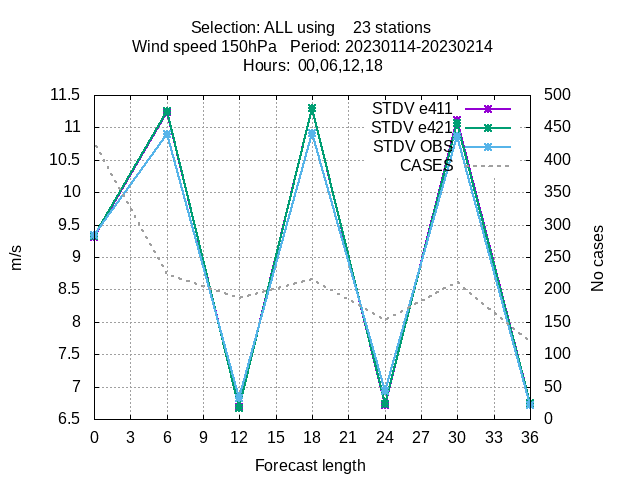 Selection: ALL using    23 stations
Wind speed 150hPa   Period: 20230114-20230214
Hours:  00,06,12,18
11.5
11
10.5
10
9.5
9
8.5
8
7.5
7
6.5
m/s
STDV e411
STDV e421
STDV OBS
CASES
500
450
400
350
300
250
200
150
100
50
0
No cases
0 3 6 9 12 15 18 21 24 27 30 33 36
Forecast length